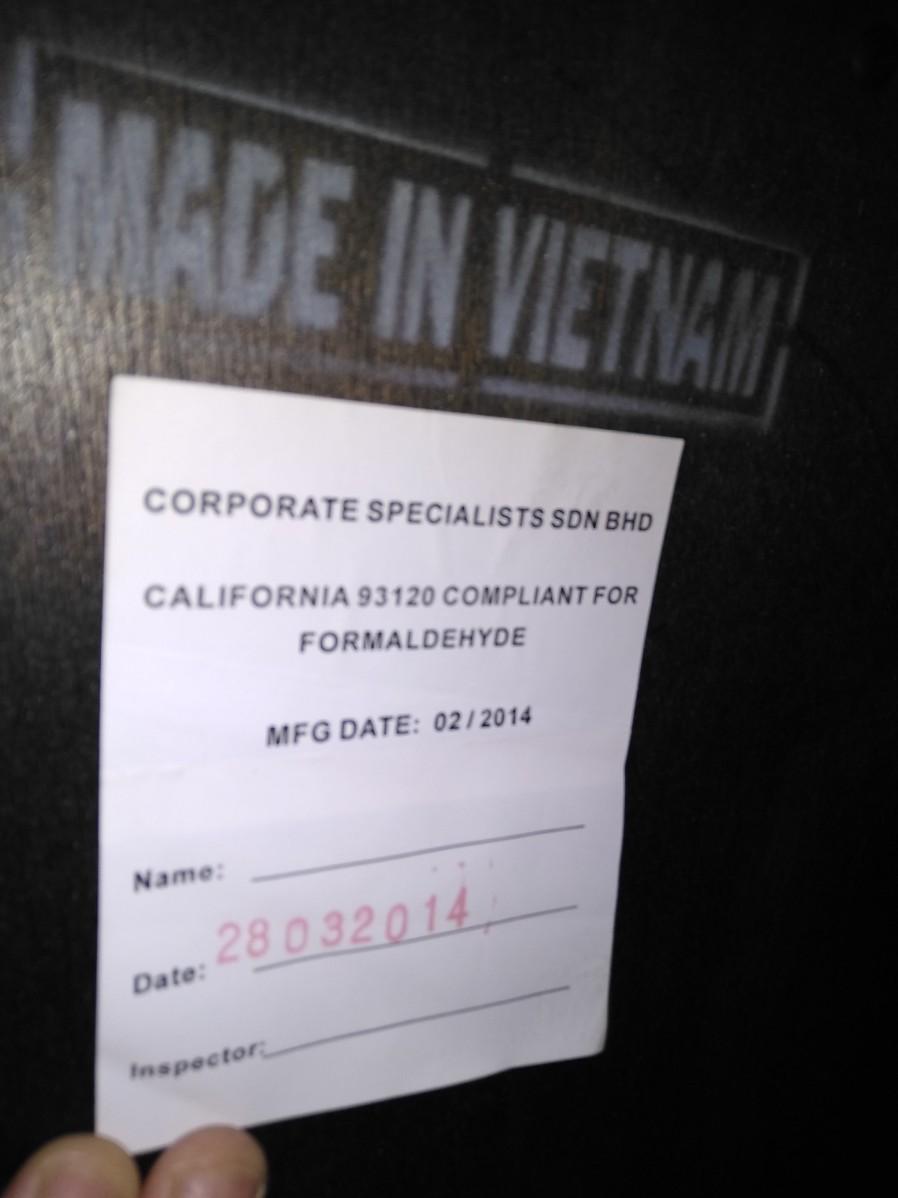 MADE IN VIETNAM
CORPORATE SPECIALISTS SDN BHD
CALIFORNIA 93120 COMPLIANT FOR
FORMALDEHYDE
MFG DATE: 02 / 2014
Name:
28032014
Date:
Inspector: